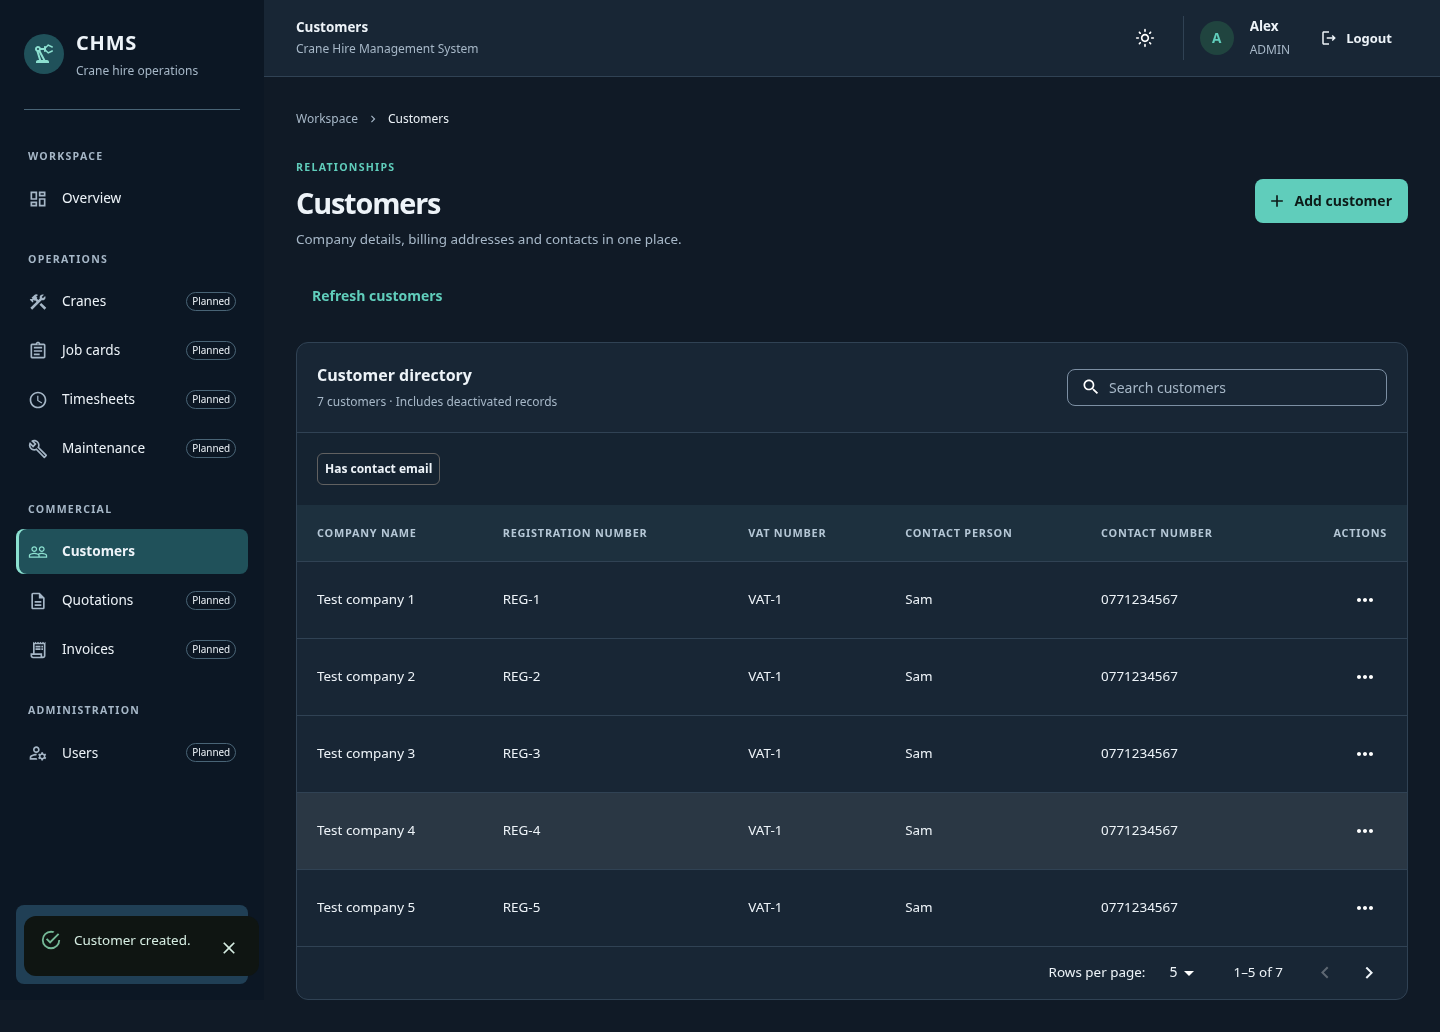 CHMS
Crane hire operations
WORKSPACE
Overview
OPERATIONS
Cranes Planned
Job cards Planned
Timesheets Planned
Maintenance Planned
COMMERCIAL
Customers
Quotations Planned
Invoices Planned
ADMINISTRATION
Users Planned
Customer created.
Customers
Crane Hire Management System
A
Alex
ADMIN
Logout
Workspace > Customers
RELATIONSHIPS
Customers
Company details, billing addresses and contacts in one place.
Add customer
Refresh customers
Customer directory
7 customers · Includes deactivated records
Search customers
Has contact email
COMPANY NAME REGISTRATION NUMBER VAT NUMBER CONTACT PERSON CONTACT NUMBER ACTIONS
Test company 1 REG-1 VAT-1 Sam 0771234567
Test company 2 REG-2 VAT-1 Sam 0771234567
Test company 3 REG-3 VAT-1 Sam 0771234567
Test company 4 REG-4 VAT-1 Sam 0771234567
Test company 5 REG-5 VAT-1 Sam 0771234567
Rows per page: 5 1–5 of 7